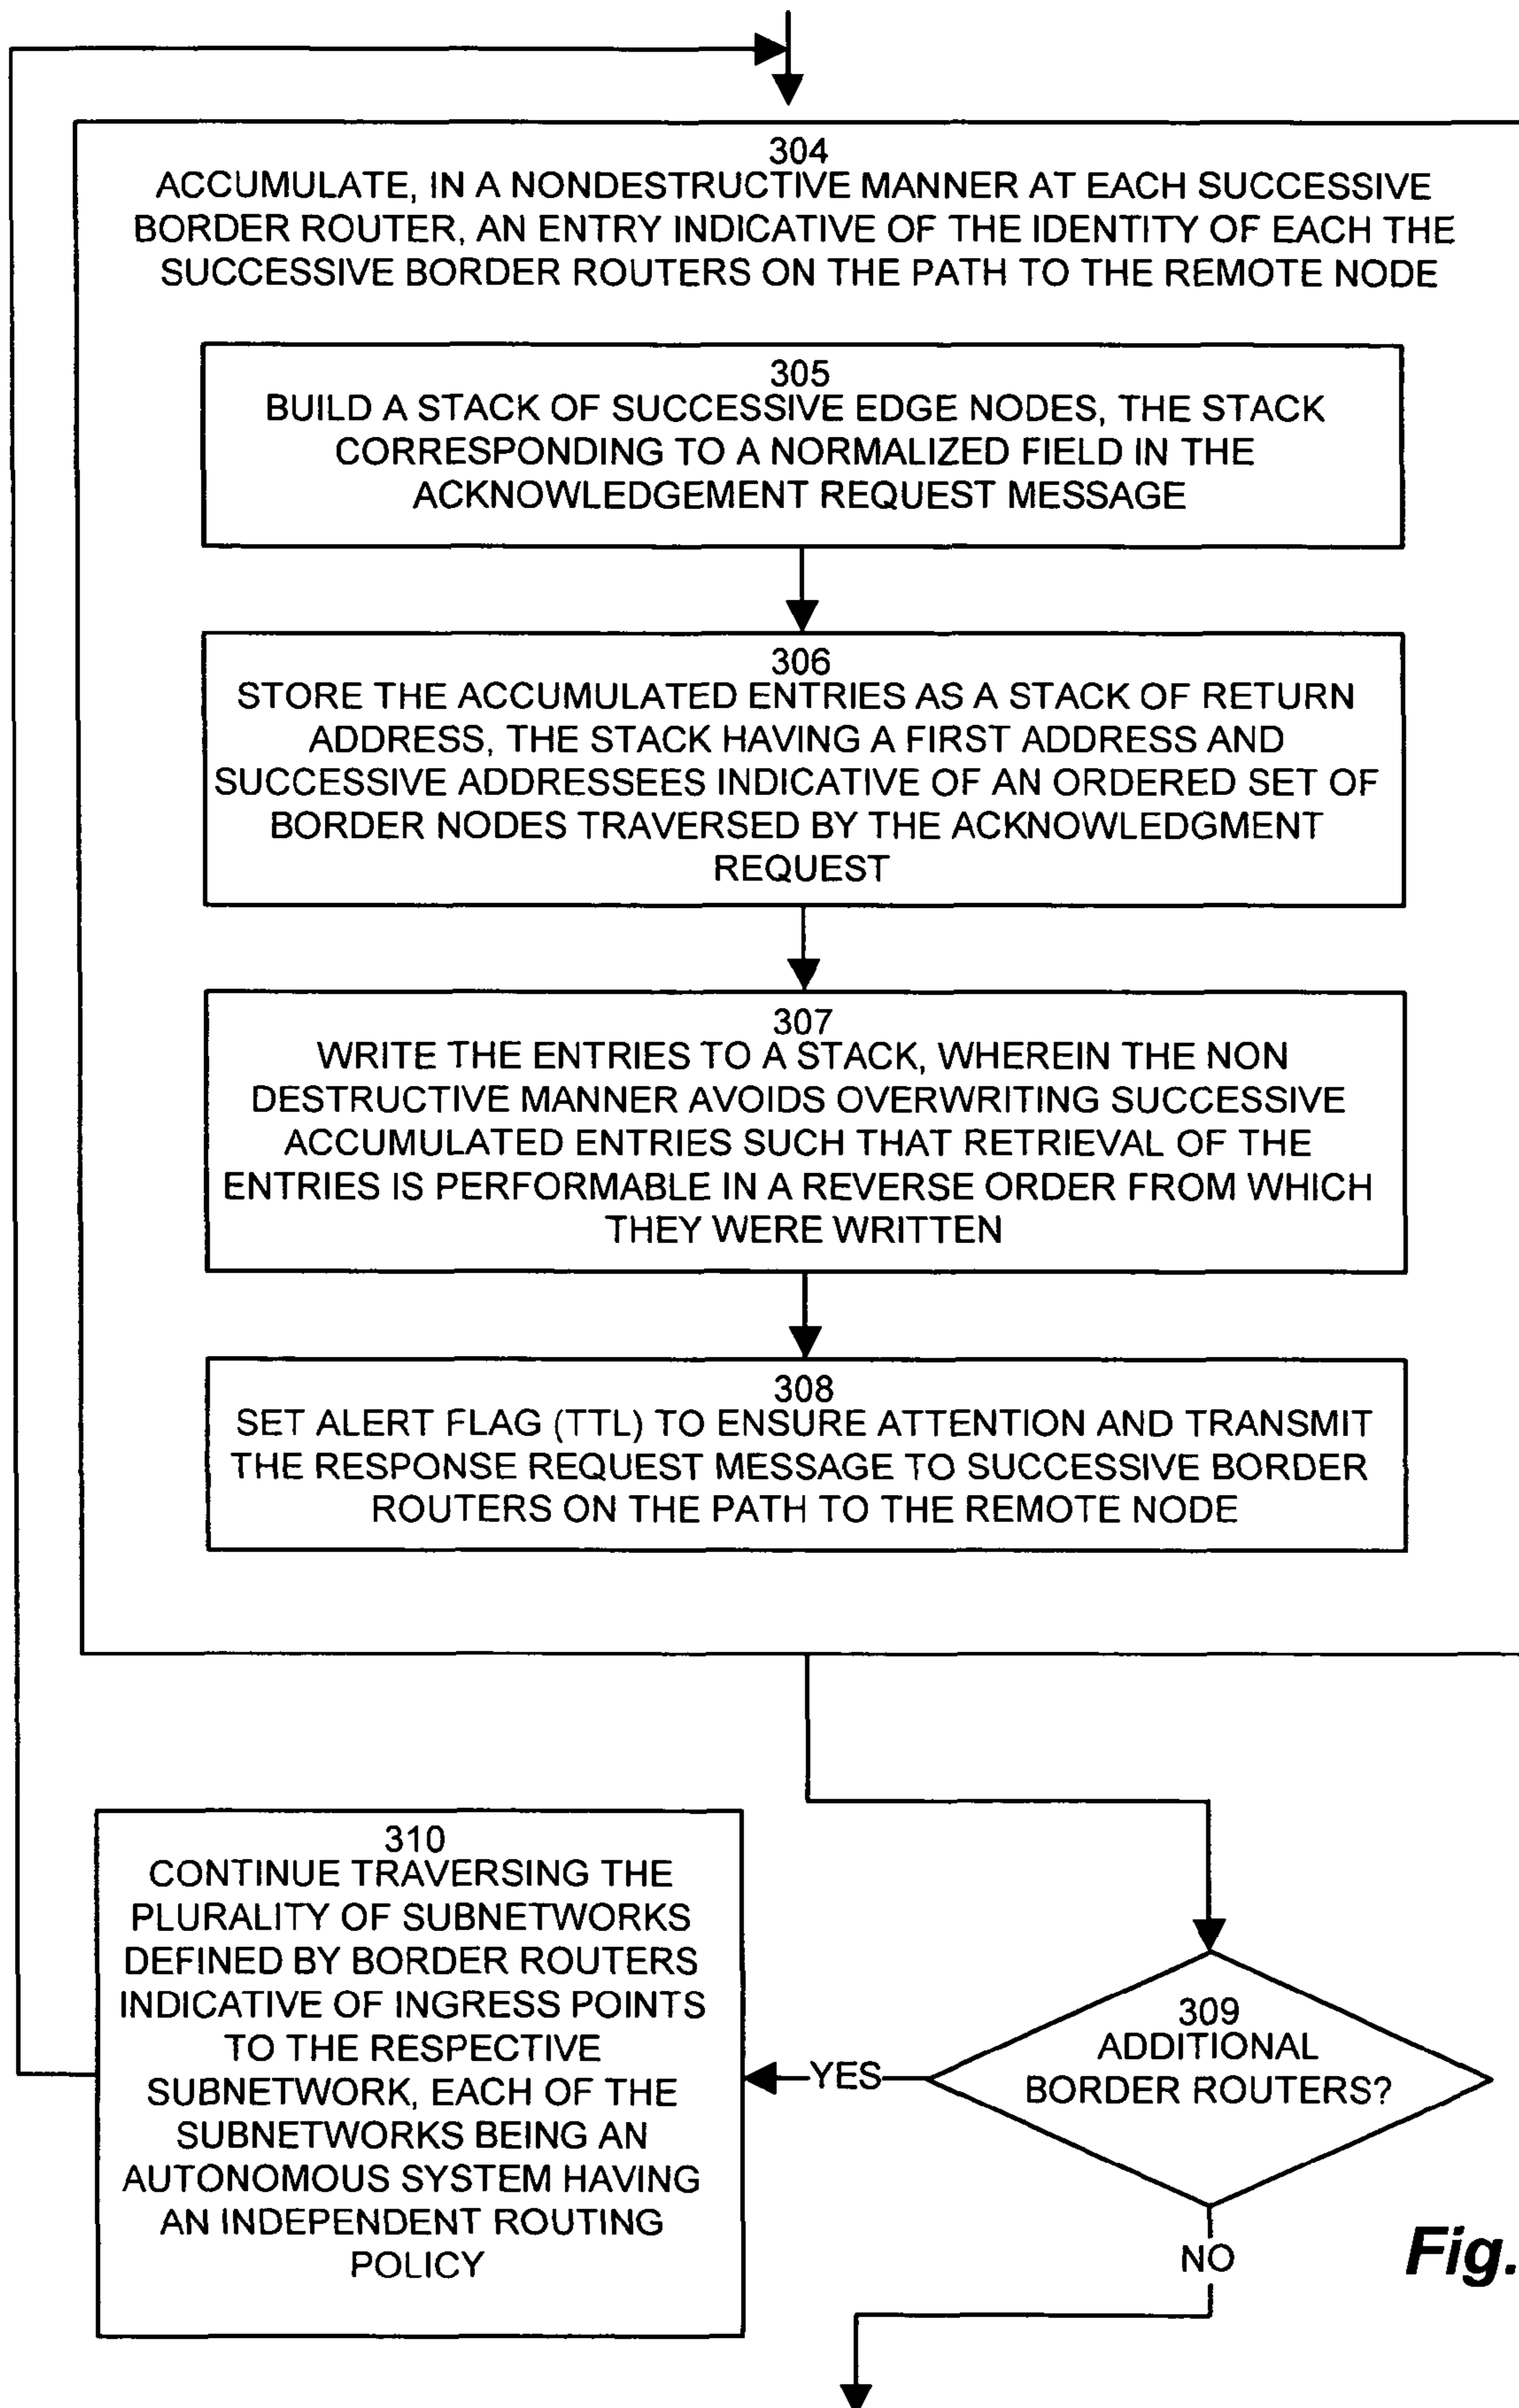 304
ACCUMULATE, IN A NONDESTRUCTIVE MANNER AT EACH SUCCESSIVE
BORDER ROUTER, AN ENTRY INDICATIVE OF THE IDENTITY OF EACH THE
SUCCESSIVE BORDER ROUTERS ON THE PATH TO THE REMOTE NODE
305
BUILD A STACK OF SUCCESSIVE EDGE NODES, THE STACK
CORRESPONDING TO A NORMALIZED FIELD IN THE
ACKNOWLEDGEMENT REQUEST MESSAGE
306
STORE THE ACCUMULATED ENTRIES AS A STACK OF RETURN
ADDRESS, THE STACK HAVING A FIRST ADDRESS AND
SUCCESSIVE ADDRESSEES INDICATIVE OF AN ORDERED SET OF
BORDER NODES TRAVERSED BY THE ACKNOWLEDGMENT
REQUEST
307
WRITE THE ENTRIES TO A STACK, WHEREIN THE NON
DESTRUCTIVE MANNER AVOIDS OVERWRITING SUCCESSIVE
ACCUMULATED ENTRIES SUCH THAT RETRIEVAL OF THE
ENTRIES IS PERFORMABLE IN A REVERSE ORDER FROM WHICH
THEY WERE WRITTEN
308
SET ALERT FLAG (TTL) TO ENSURE ATTENTION AND TRANSMIT
THE RESPONSE REQUEST MESSAGE TO SUCCESSIVE BORDER
ROUTERS ON THE PATH TO THE REMOTE NODE
310
CONTINUE TRAVERSING THE
PLURALITY OF SUBNETWORKS
DEFINED BY BORDER ROUTERS
INDICATIVE OF INGRESS POINTS
TO THE RESPECTIVE
SUBNETWORK, EACH OF THE
SUBNETWORKS BEING AN
AUTONOMOUS SYSTEM HAVING
AN INDEPENDENT ROUTING
POLICY
YES
309
ADDITIONAL
BORDER ROUTERS?
NO
Fig.